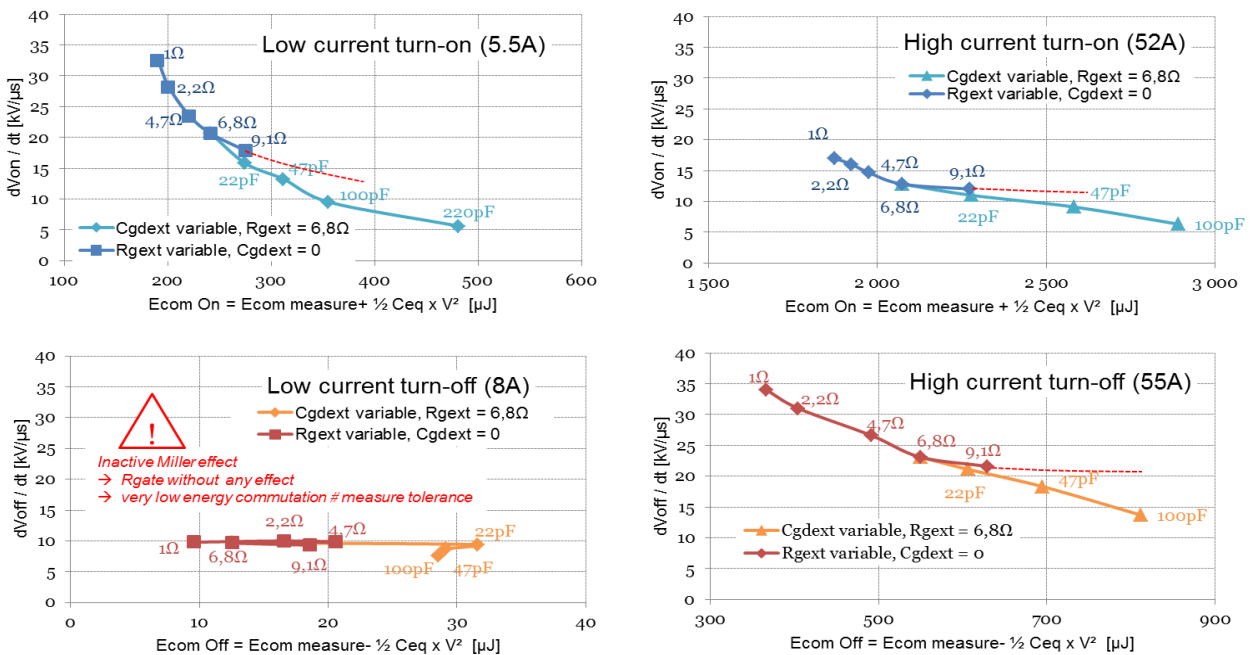 Low current turn-on (5.5A)
dVon / dt [kV/µs]
40
35
30
25
20
15
10
5
0
1Ω
2,2Ω
4,7Ω
6,8Ω
9,1Ω
22pF
47pF
100pF
220pF
Cgdext variable, Rgext = 6,8Ω
Rgext variable, Cgdext = 0
100
200
300
400
500
600
Ecom On = Ecom measure+ ½ Ceq x V² [µJ]
High current turn-on (52A)
dVon / dt [kV/µs]
40
35
30
25
20
15
10
5
0
Cgdext variable, Rgext = 6,8Ω
Rgext variable, Cgdext = 0
1Ω
2,2Ω
4,7Ω
6,8Ω
9,1Ω
22pF
47pF
100pF
1 500
2 000
2 500
3 000
Ecom On = Ecom measure + ½ Ceq x V² [µJ]
Low current turn-off (8A)
dVoff / dt [kV/µs]
40
35
30
25
20
15
10
5
0
Cgdext variable, Rgext = 6,8Ω
Rgext variable, Cgdext = 0
!
Inactive Miller effect
→ Rgate without any effect
→ very low energy commutation # measure tolerance
1Ω
6,8Ω
2,2Ω
9,1Ω
4,7Ω
22pF
100pF
47pF
0
10
20
30
40
Ecom Off = Ecom measure- ½ Ceq x V² [µJ]
High current turn-off (55A)
dVoff / dt [kV/µs]
40
35
30
25
20
15
10
5
0
1Ω
2,2Ω
4,7Ω
6,8Ω
9,1Ω
22pF
47pF
100pF
Cgdext variable, Rgext = 6,8Ω
Rgext variable, Cgdext = 0
300
500
700
900
Ecom Off = Ecom measure- ½ Ceq x V² [µJ]